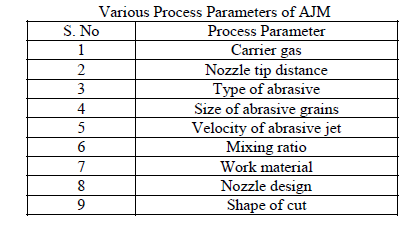 Various Process Parameters of AJM
S. No Process Parameter
1 Carrier gas
2 Nozzle tip distance
3 Type of abrasive
4 Size of abrasive grains
5 Velocity of abrasive jet
6 Mixing ratio
7 Work material
8 Nozzle design
9 Shape of cut